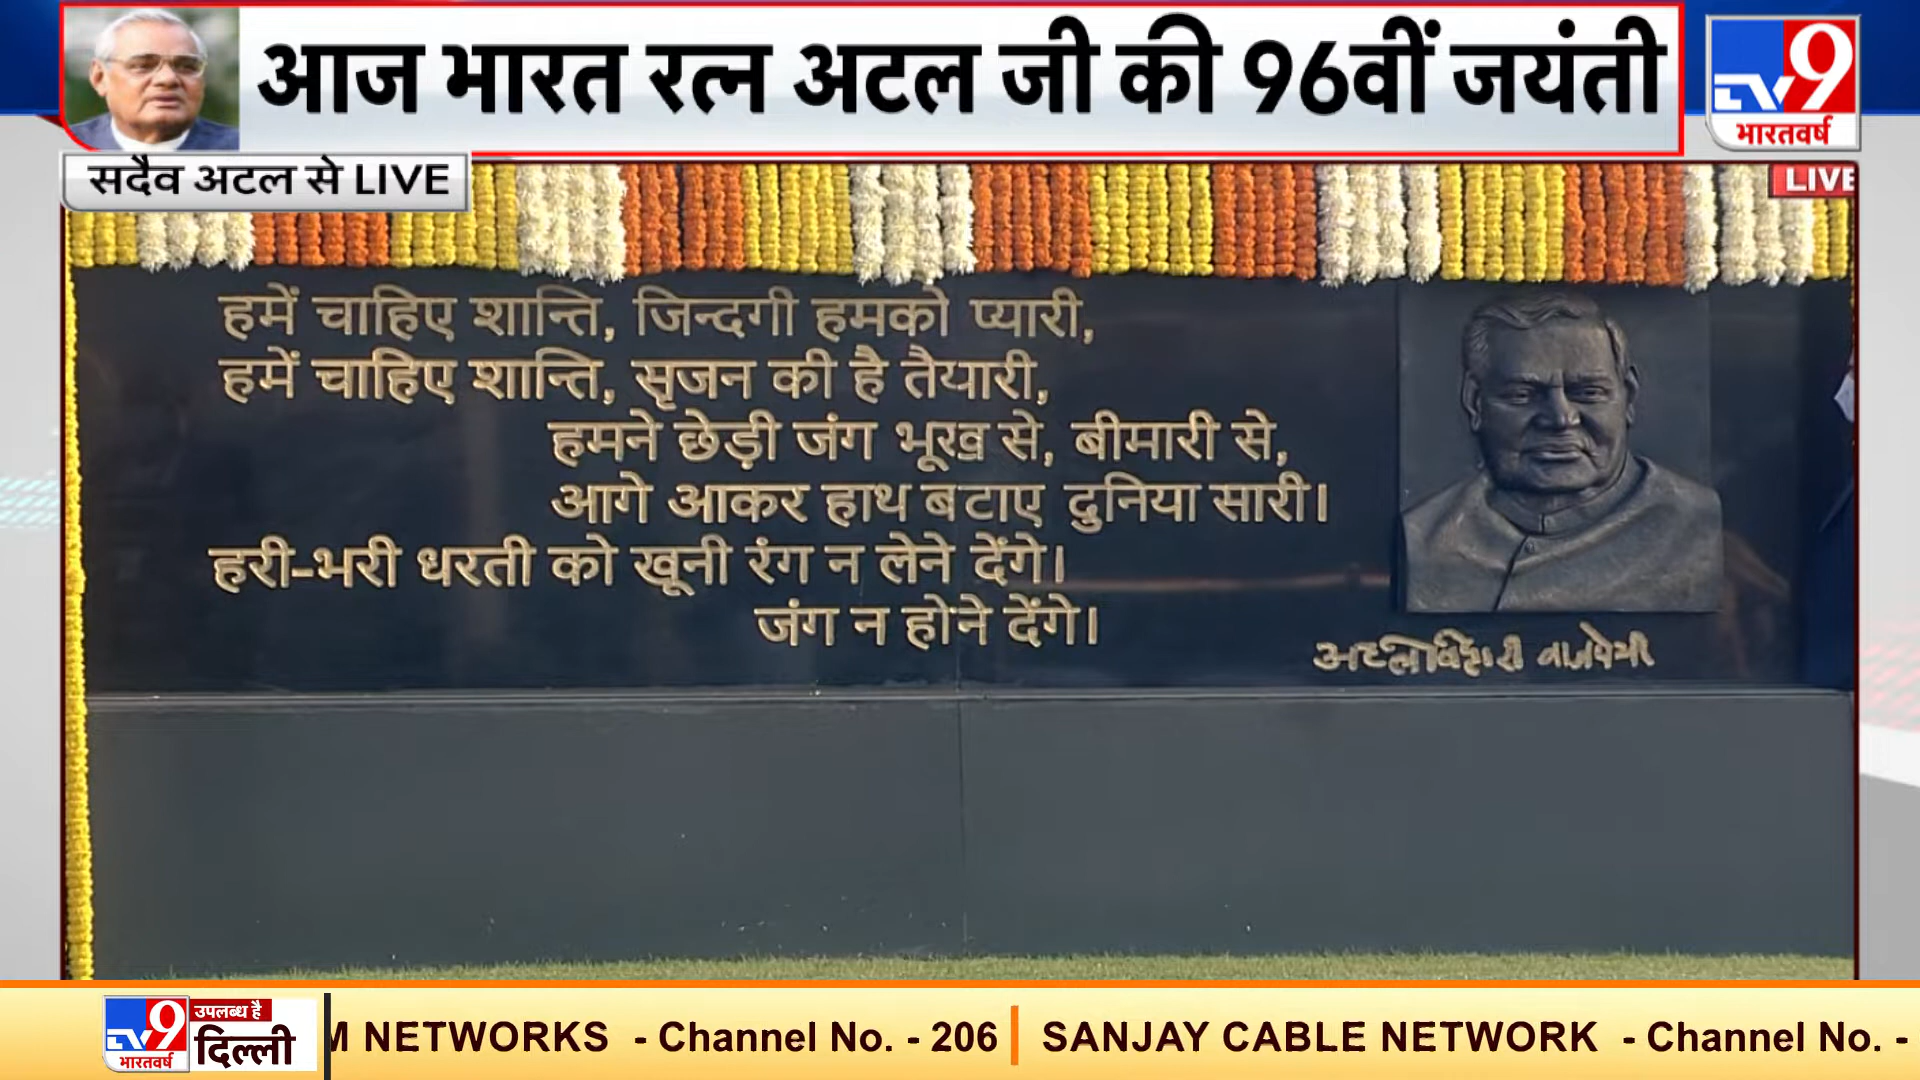 आज भारत रत्न अटल जी की 96वीं जयंती
TV9
भारतवर्ष
सदैव अटल से LIVE
LIVE
हमें चाहिए शान्ति, जिन्दगी हमको प्यारी,
हमें चाहिए शान्ति, सृजन की है तैयारी,
हमने छेड़ी जंग भूख से, बीमारी से,
आगे आकर हाथ बटाए दुनिया सारी।
हरी-भरी धरती को खूनी रंग न लेने देंगे।
जंग न होने देंगे।
अटल बिहारी वाजपेयी
TV9
भारतवर्ष
उपलब्ध है
दिल्ली
M NETWORKS - Channel No. - 206
SANJAY CABLE NETWORK - Channel No. -